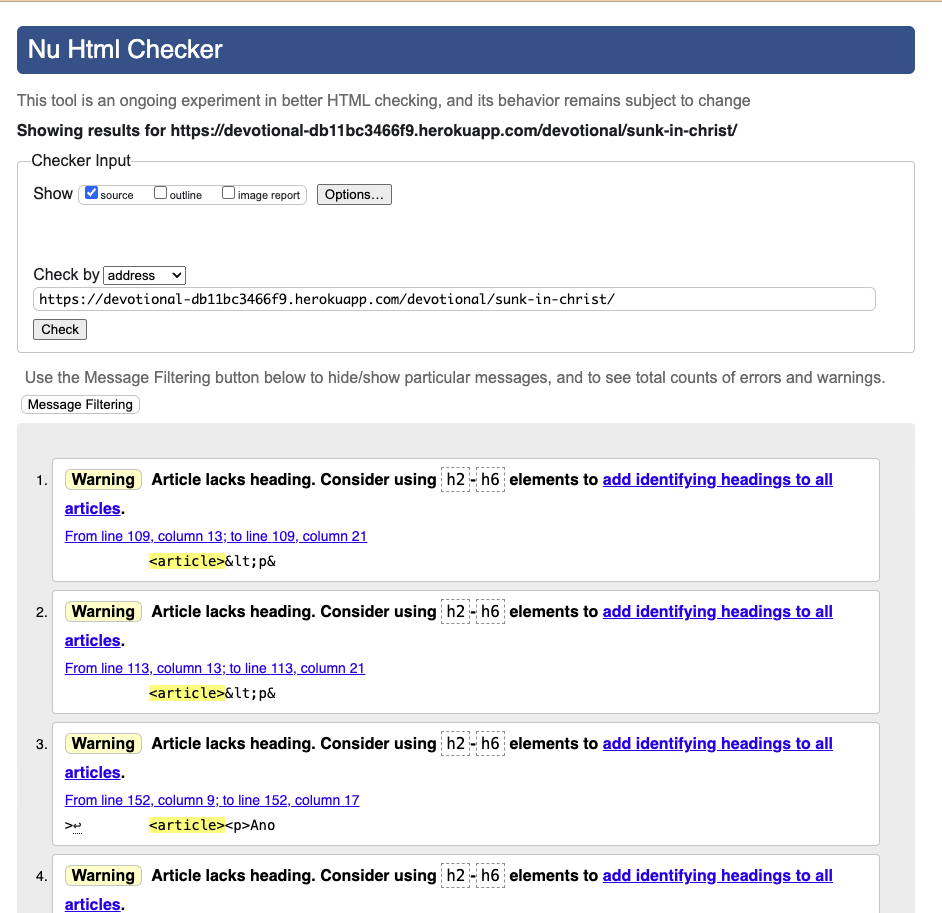 Nu Html Checker
This tool is an ongoing experiment in better HTML checking, and its behavior remains subject to change
Showing results for https://devotional-db11bc3466f9.herokuapp.com/devotional/sunk-in-christ/
Checker Input
Show source outline image report Options...
Check by address
https://devotional-db11bc3466f9.herokuapp.com/devotional/sunk-in-christ/
Check
Use the Message Filtering button below to hide/show particular messages, and to see total counts of errors and warnings.
Message Filtering
1. Warning Article lacks heading. Consider using h2-h6 elements to add identifying headings to all
articles.
From line 109, column 13; to line 109, column 21
<article>&lt;p&
2. Warning Article lacks heading. Consider using h2-h6 elements to add identifying headings to all
articles.
From line 113, column 13; to line 113, column 21
<article>&lt;p&
3. Warning Article lacks heading. Consider using h2-h6 elements to add identifying headings to all
articles.
From line 152, column 9; to line 152, column 17
>↩ <article><p>Ano
4. Warning Article lacks heading. Consider using h2-h6 elements to add identifying headings to all
articles.